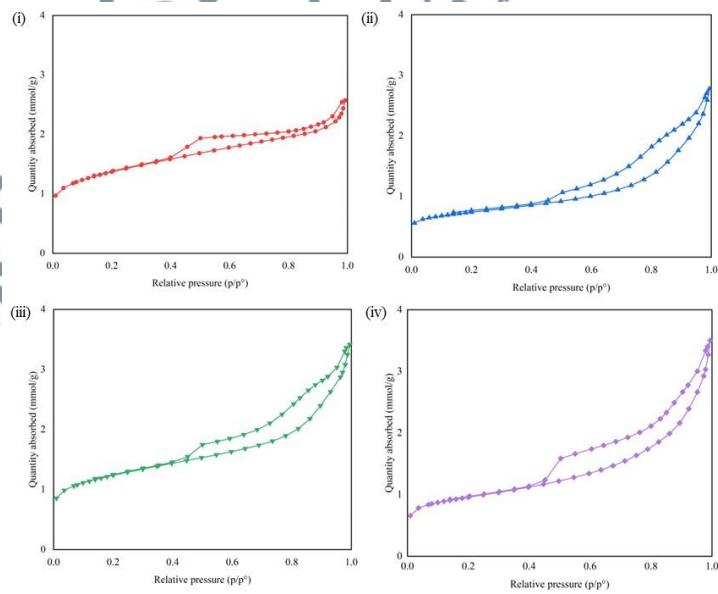 (i)
4
3
2
1
0
Quantity absorbed (mmol/g)
0.0 0.2 0.4 0.6 0.8 1.0
Relative pressure (p/p°)
(ii)
4
3
2
1
0
Quantity absorbed (mmol/g)
0.0 0.2 0.4 0.6 0.8 1.0
Relative pressure (p/p°)
(iii)
4
3
2
1
0
Quantity absorbed (mmol/g)
0.0 0.2 0.4 0.6 0.8 1.0
Relative pressure (p/p°)
(iv)
4
3
2
1
0
Quantity absorbed (mmol/g)
0.0 0.2 0.4 0.6 0.8 1.0
Relative pressure (p/p°)